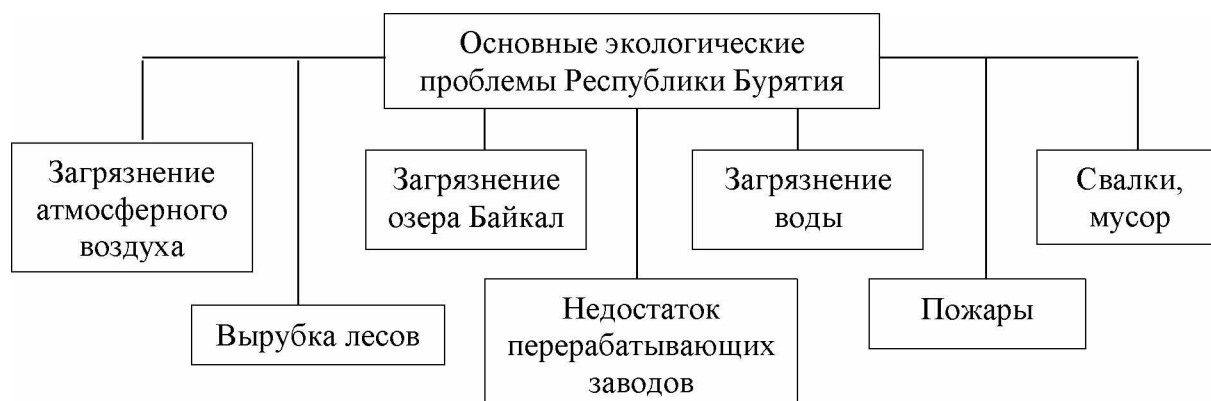 Основные экологические
проблемы Республики Бурятия
Загрязнение
атмосферного
воздуха
Вырубка лесов
Загрязнение
озера Байкал
Недостаток
перерабатывающих
заводов
Загрязнение
воды
Пожары
Свалки,
мусор